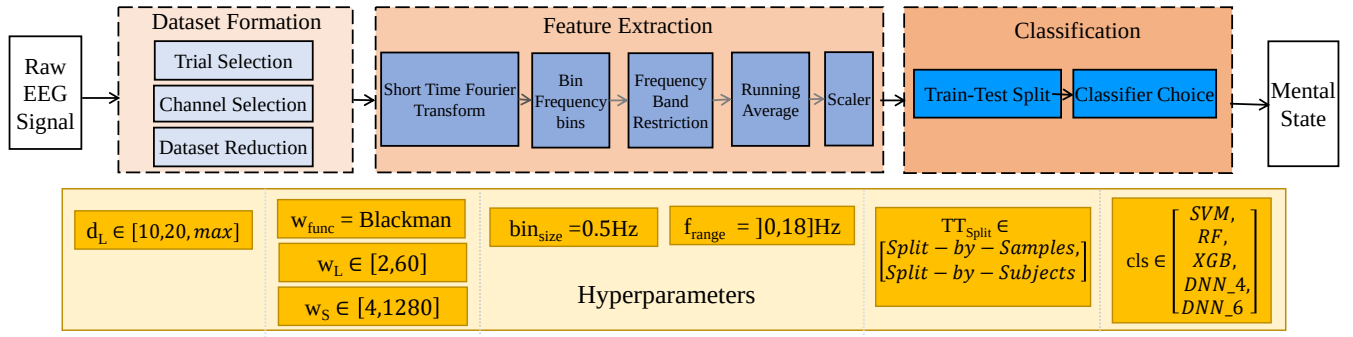 Raw
EEG
Signal
Dataset Formation
Trial Selection
Channel Selection
Dataset Reduction
Feature Extraction
Short Time Fourier
Transform
Bin
Frequency
bins
Frequency
Band
Restriction
Running
Average
Scaler
Classification
Train-Test Split
Classifier Choice
Mental
State
d_L ∈ [10,20, max]
w_func = Blackman
w_L ∈ [2,60]
w_S ∈ [4,1280]
bin_size =0.5Hz
f_range = ]0,18]Hz
Hyperparameters
TT_Split ∈
[Split − by − Samples,
Split − by − Subjects]
cls ∈ [SVM,
RF,
XGB,
DNN_4,
DNN_6]